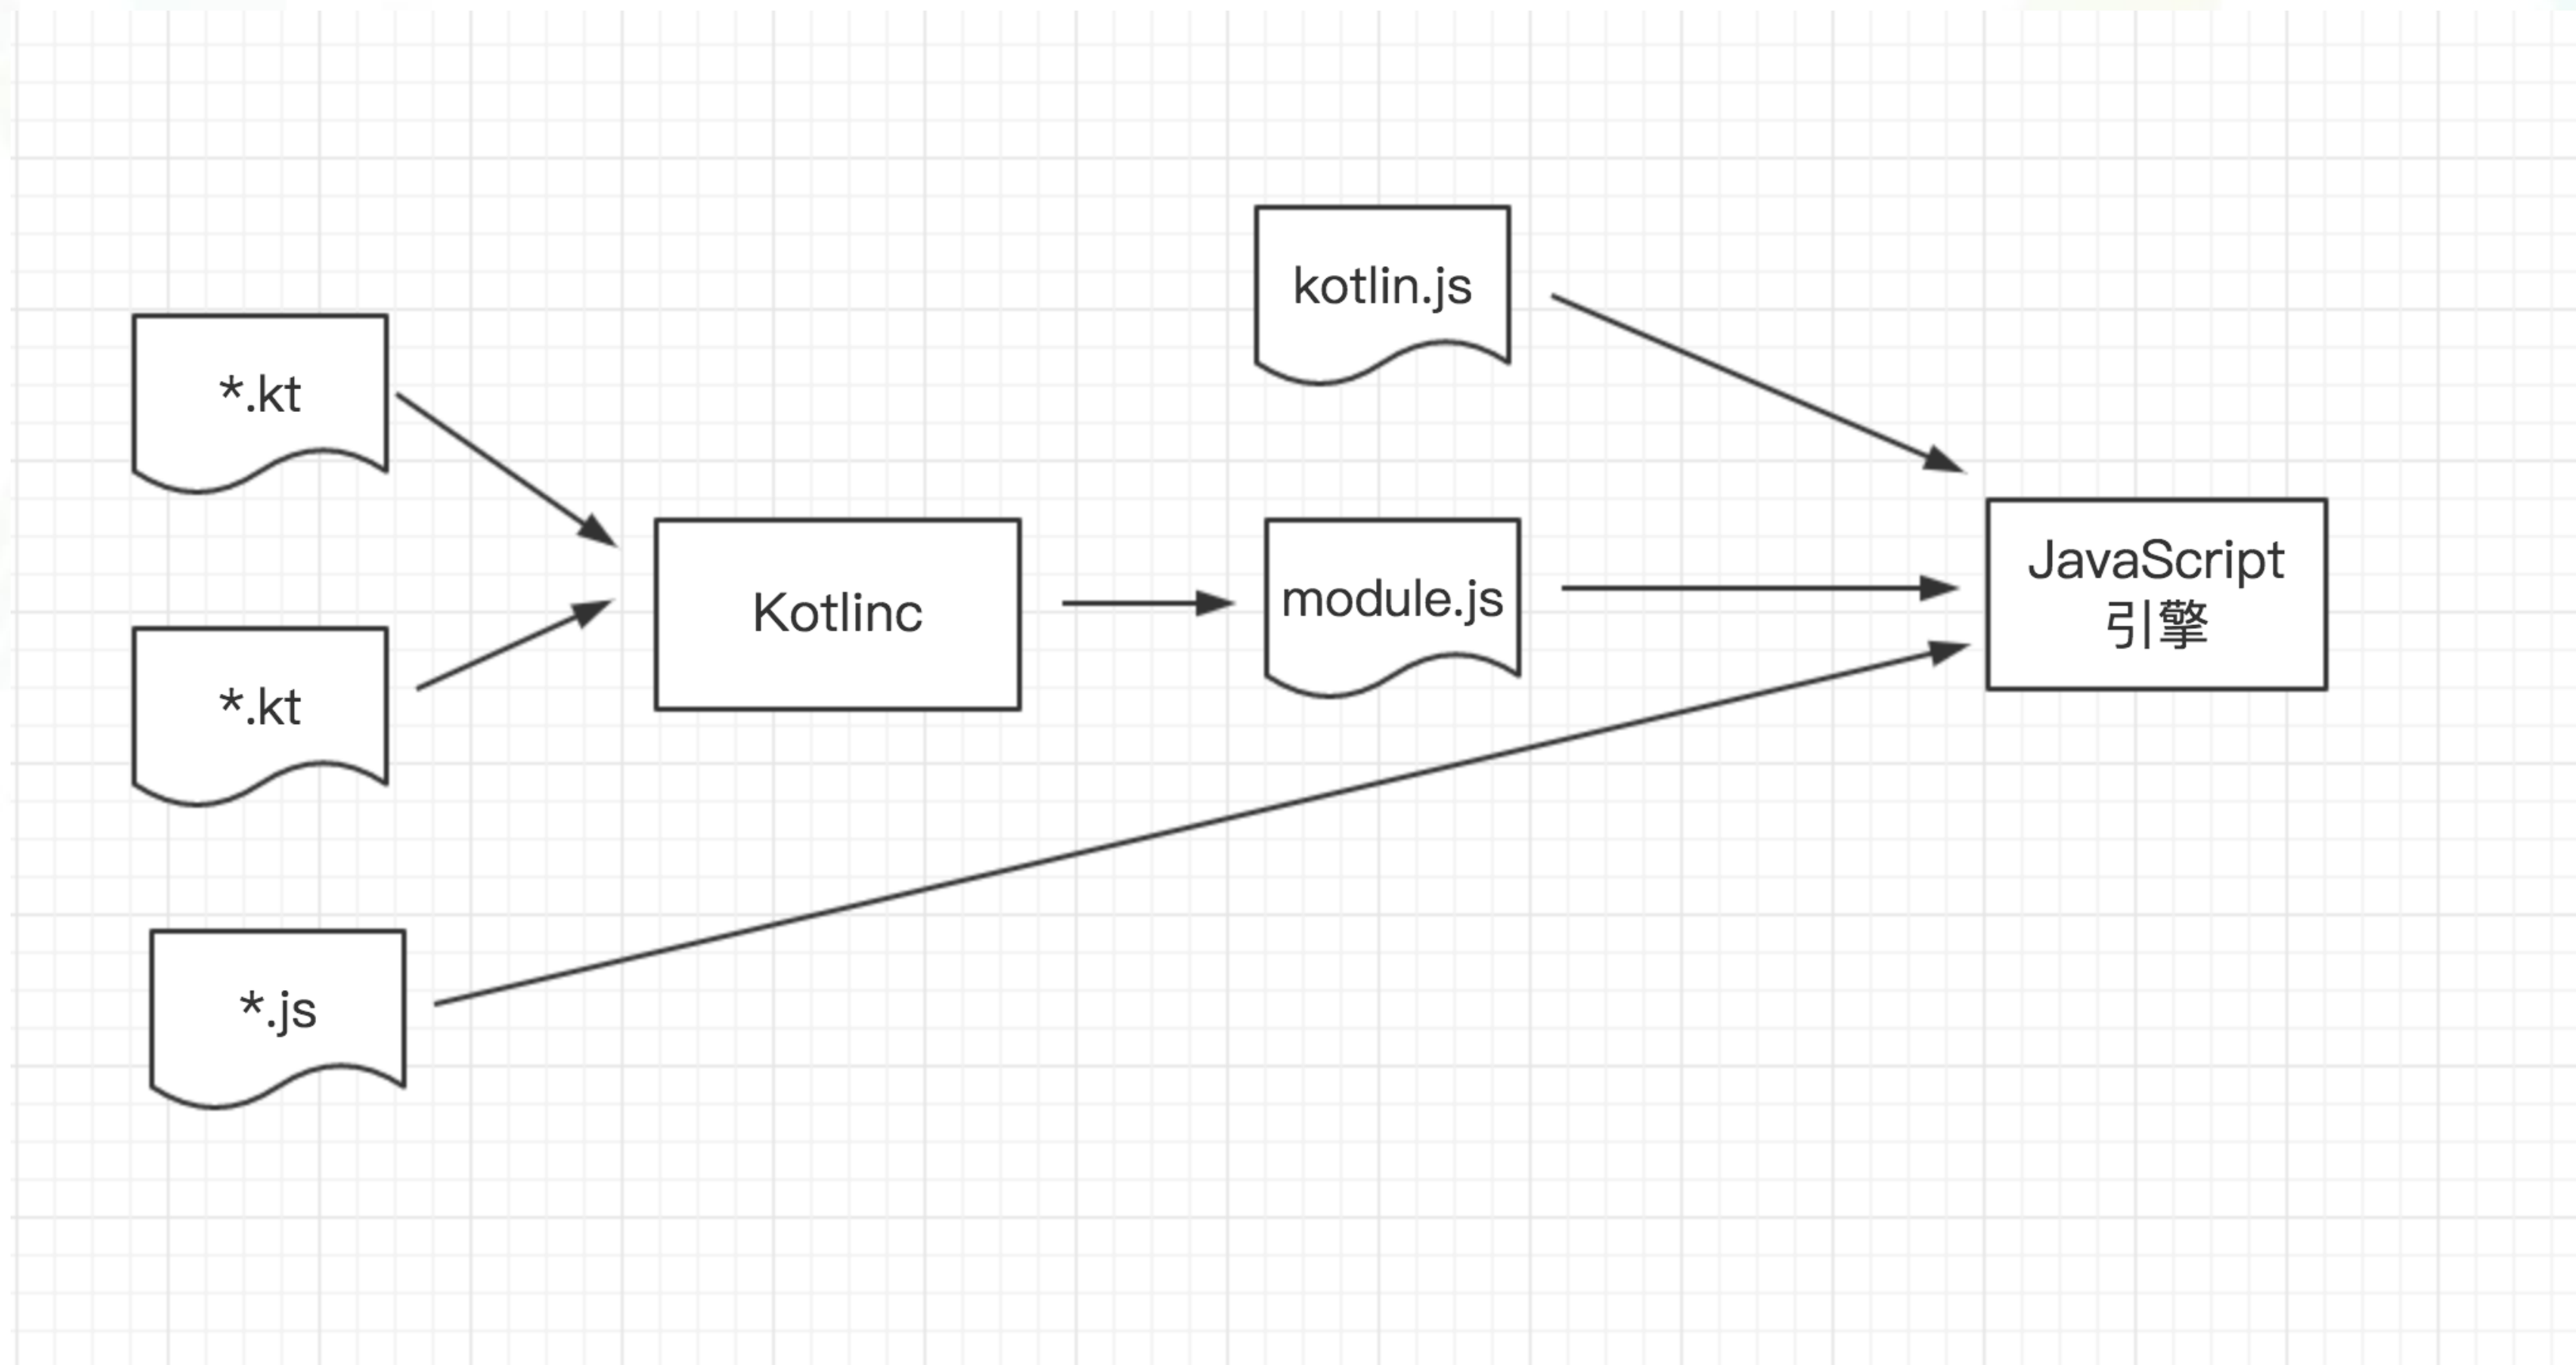 kotlin.js
*.kt
Kotlinc
module.js
JavaScript
引擎
*.kt
*.js